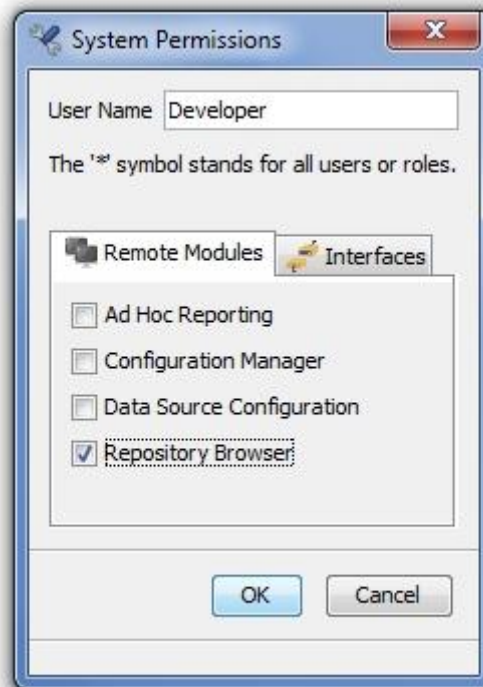 System Permissions
User Name Developer
The '*' symbol stands for all users or roles.
Remote Modules Interfaces
Ad Hoc Reporting
Configuration Manager
Data Source Configuration
Repository Browser
OK Cancel